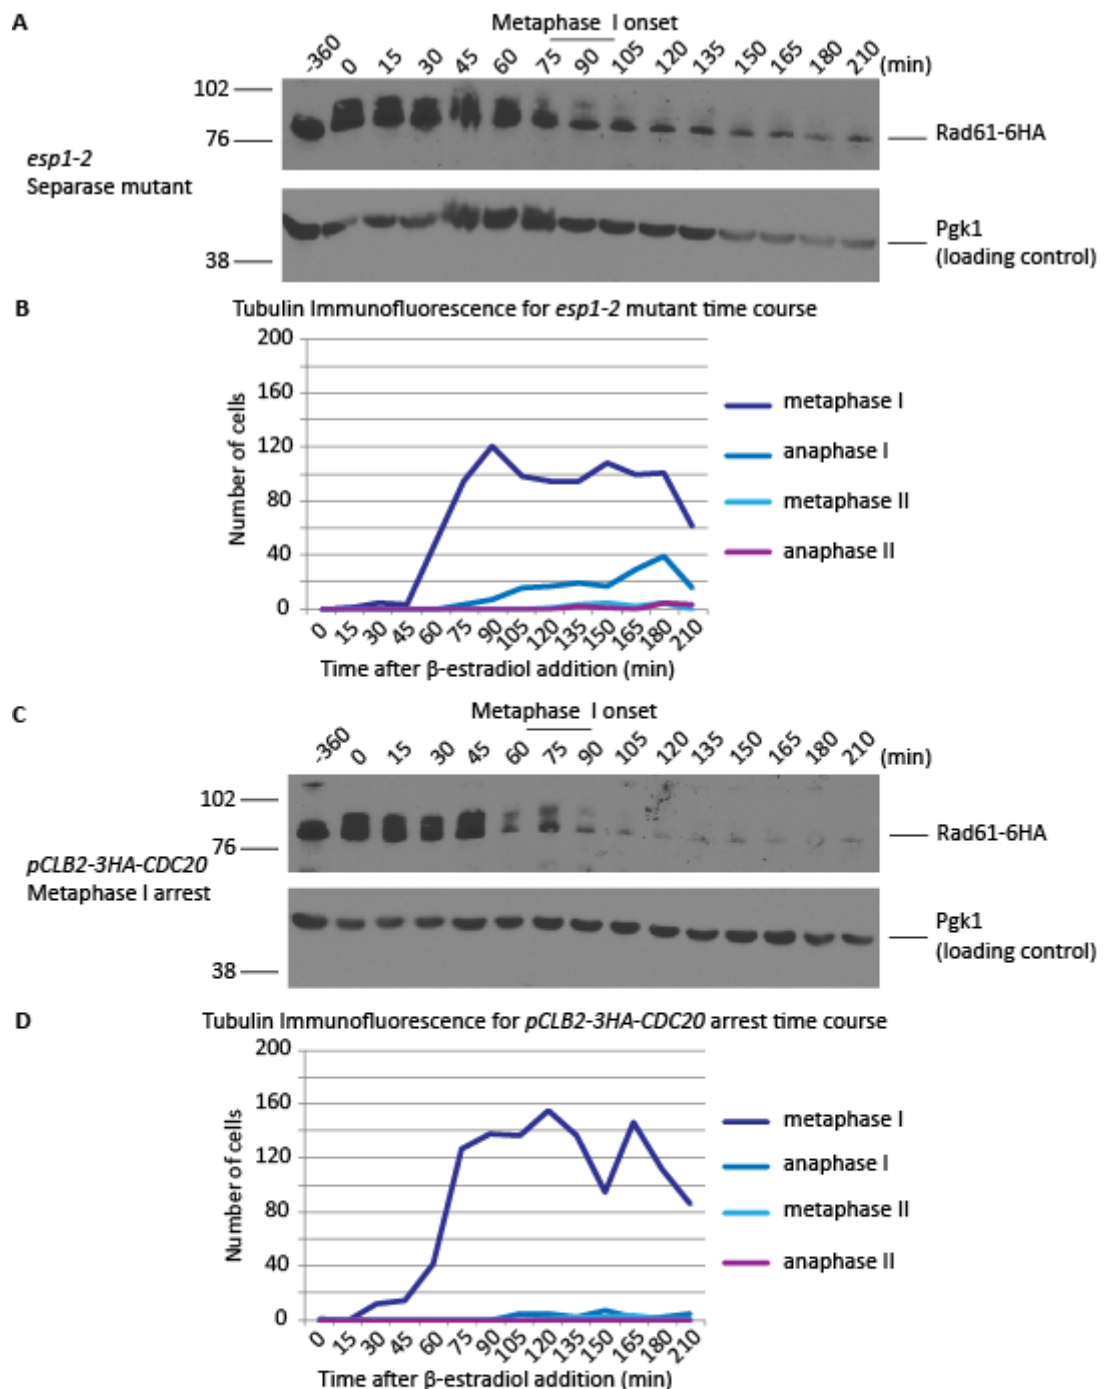 A
Metaphase I onset
-360 0 15 30 45 60 75 90 105 120 135 150 165 180 210 (min)
102
76
Rad61-6HA
esp1-2
Separase mutant
Pgk1
(loading control)
38
B
Tubulin Immunofluorescence for esp1-2 mutant time course
200
160
120
80
40
0
Number of cells
metaphase I
anaphase I
metaphase II
anaphase II
0 15 30 45 60 75 90 105 120 135 150 165 180 210
Time after β-estradiol addition (min)
C
Metaphase I onset
-360 0 15 30 45 60 75 90 105 120 135 150 165 180 210 (min)
102
76
Rad61-6HA
pCLB2-3HA-CDC20
Metaphase I arrest
Pgk1
(loading control)
38
D
Tubulin Immunofluorescence for pCLB2-3HA-CDC20 arrest time course
200
160
120
80
40
0
Number of cells
metaphase I
anaphase I
metaphase II
anaphase II
0 15 30 45 60 75 90 105 120 135 150 165 180 210
Time after β-estradiol addition (min)